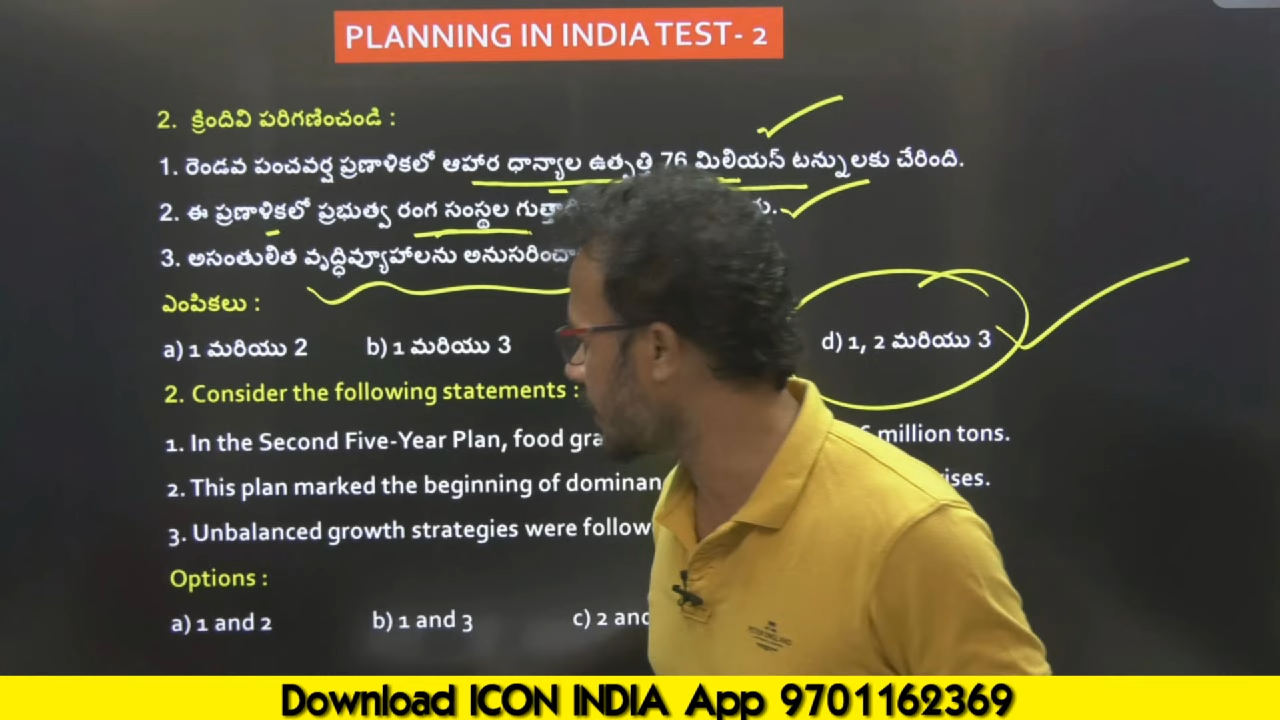 PLANNING IN INDIA TEST- 2
2. క్రిందివి పరిగణించండి :
1. రెండవ పంచవర్ష ప్రణాళికలో ఆహార ధాన్యాల ఉత్పత్తి 76 మిలియన్ టన్నులకు చేరింది.
2. ఈ ప్రణాళికలో ప్రభుత్వ రంగ సంస్థల
3. అసంతులిత వృద్ధివ్యూహాలను
ఎంపికలు :
a) 1 మరియు 2 b) 1 మరియు 3 d) 1, 2 మరియు 3
2. Consider the following statements :
1. In the Second Five-Year Plan, food million tons.
2. This plan marked the beginning of
3. Unbalanced growth strategies were
Options :
a) 1 and 2 b) 1 and 3 c) 2
PETER ENGLAND
Download ICON INDIA App 9701162369